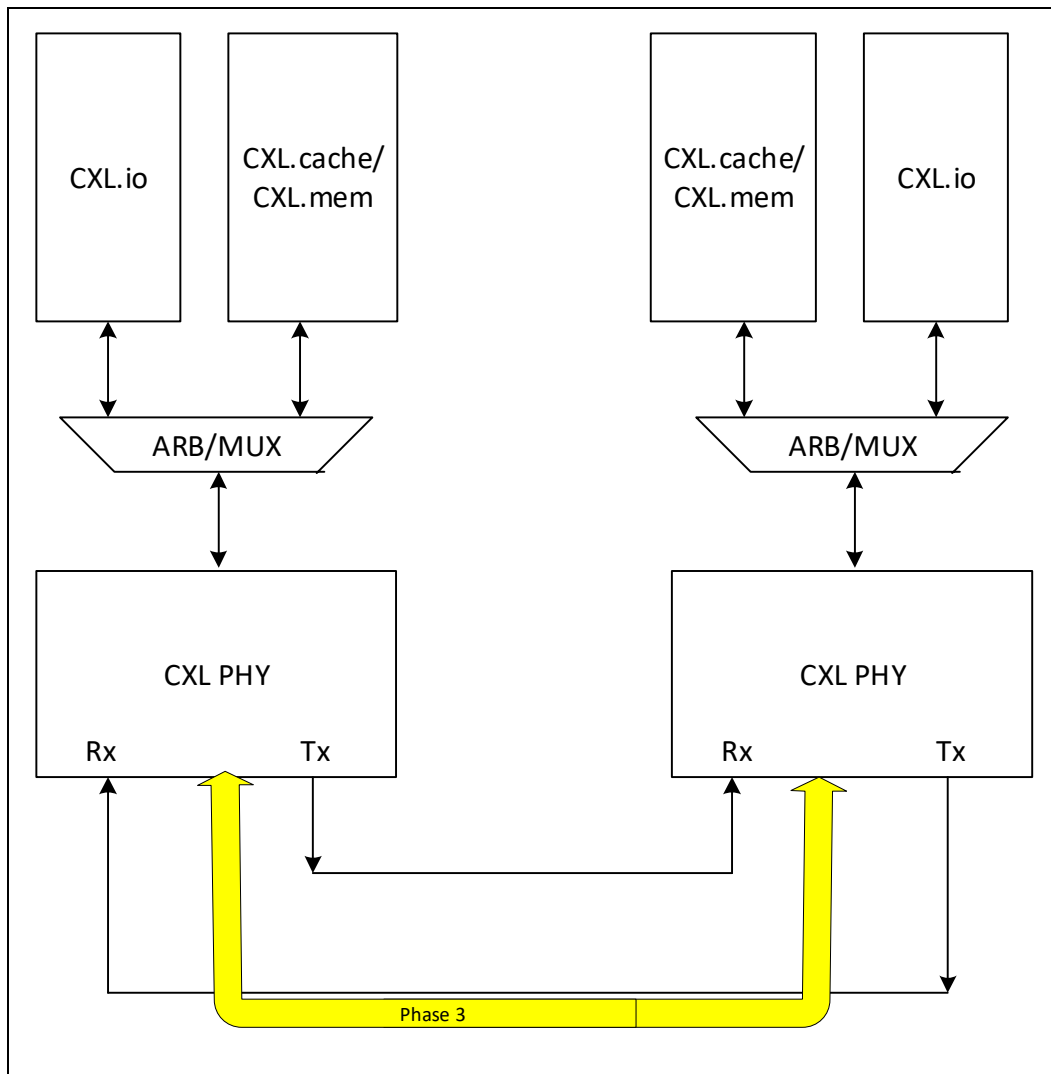 CXL.io
CXL.cache/
CXL.mem
CXL.cache/
CXL.mem
CXL.io
ARB/MUX
ARB/MUX
CXL PHY
CXL PHY
Rx
Tx
Rx
Tx
Phase 3